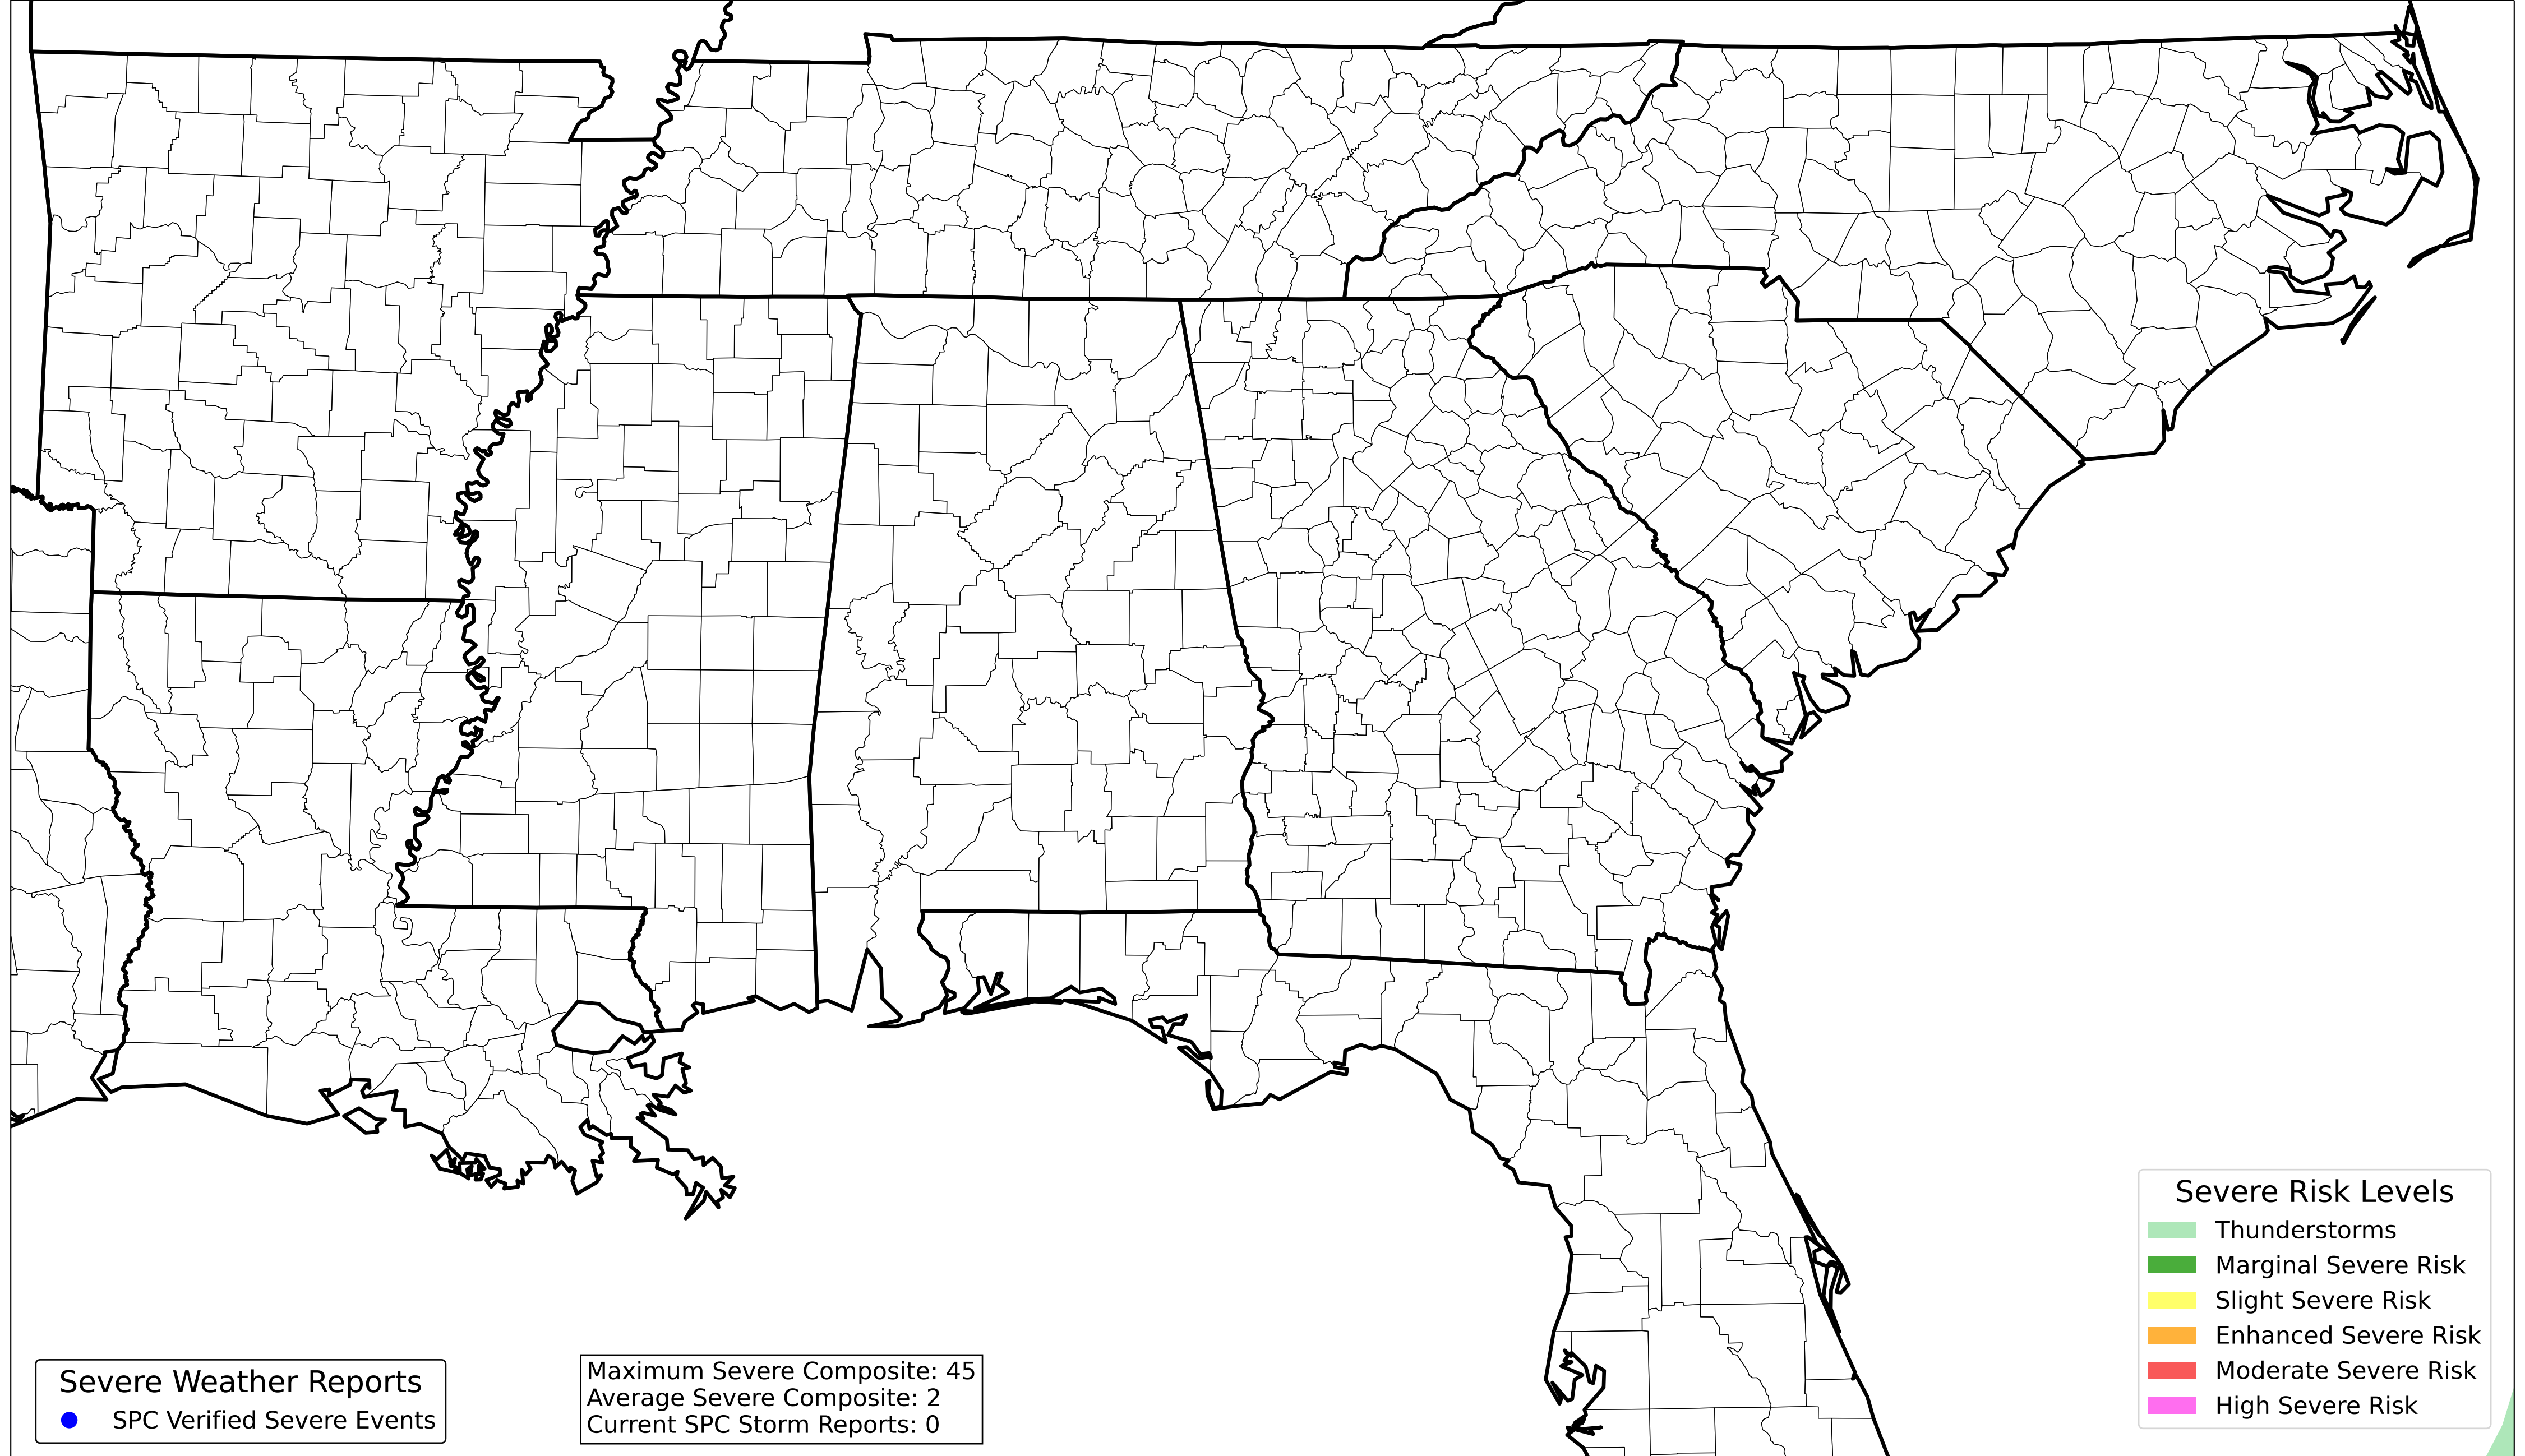 Severe Risk Levels
Thunderstorms
Marginal Severe Risk
Slight Severe Risk
Enhanced Severe Risk
Moderate Severe Risk
High Severe Risk
Severe Weather Reports
SPC Verified Severe Events
Maximum Severe Composite: 45
Average Severe Composite: 2
Current SPC Storm Reports: 0